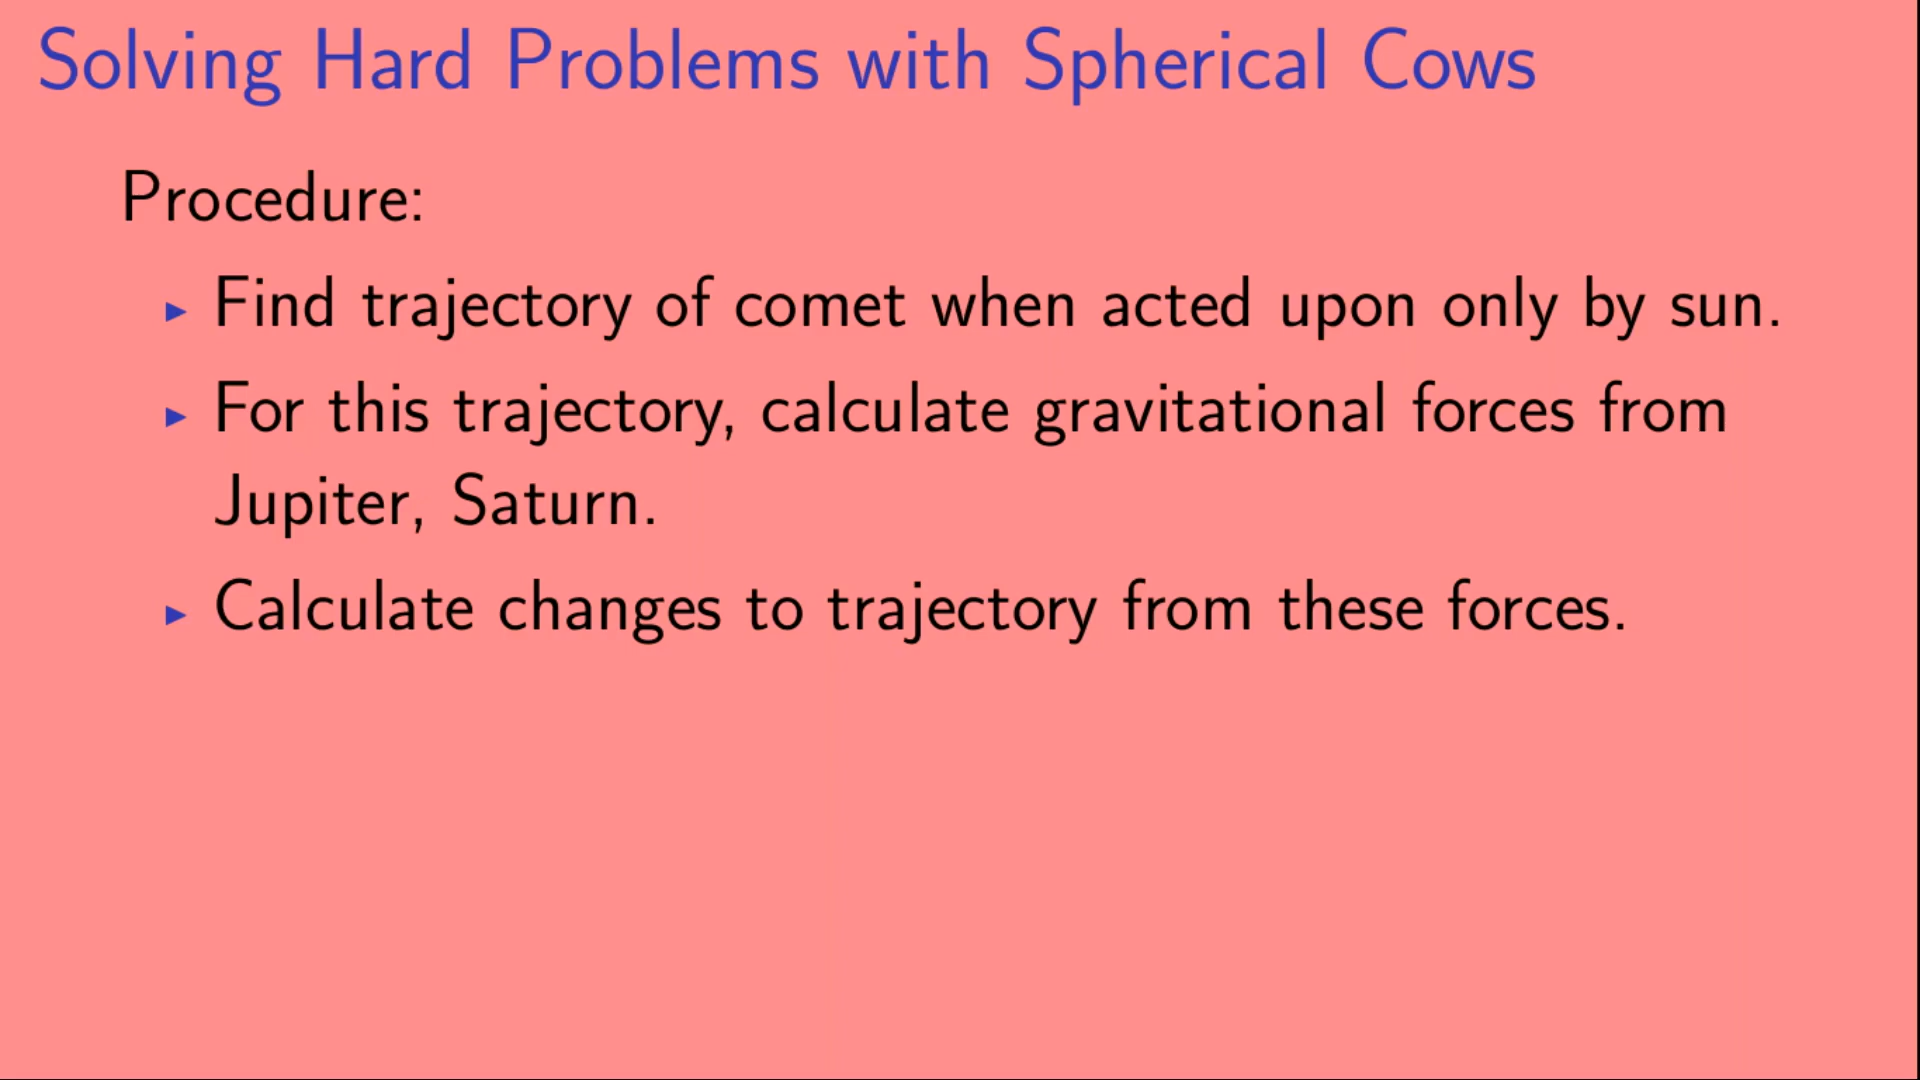 Solving Hard Problems with Spherical Cows
Procedure:
Find trajectory of comet when acted upon only by sun.
For this trajectory, calculate gravitational forces from
Jupiter, Saturn.
Calculate changes to trajectory from these forces.